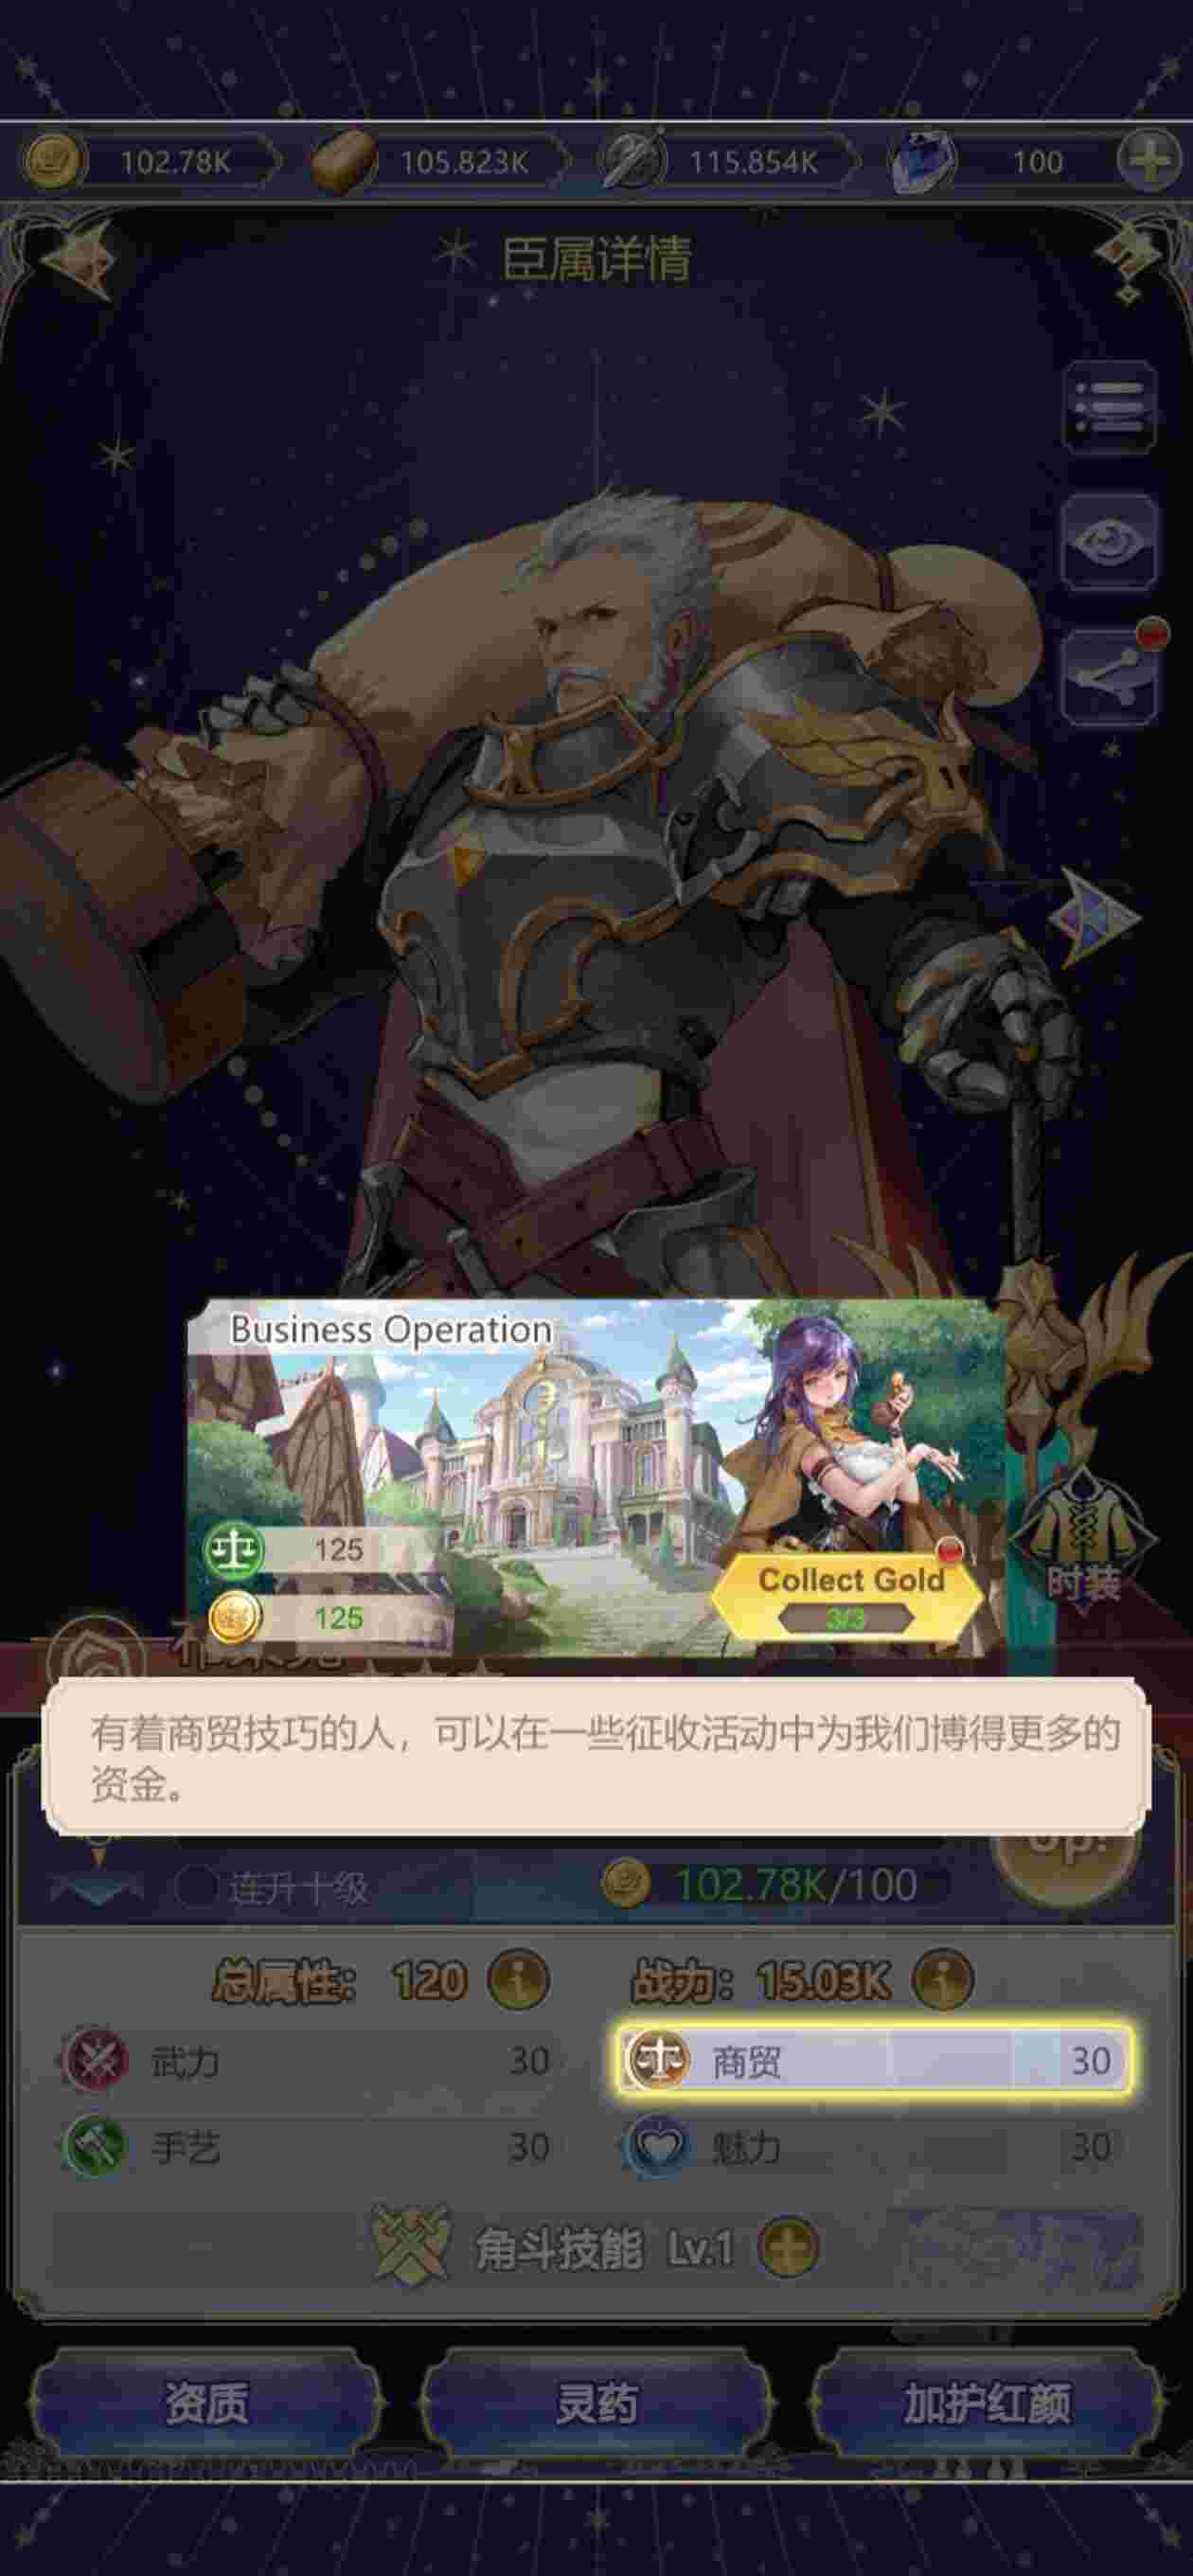 102.78K
105.823K
115.854K
100
臣属详情
Business Operation
125
125
Collect Gold
3/3
时装
有着商贸技巧的人，可以在一些征收活动中为我们博得更多的
资金。
Up!
连升十级
102.78K/100
总属性： 120
战力： 15.03K
武力 30
商贸 30
手艺 30
魅力 30
角斗技能 Lv.1
资质
灵药
加护红颜